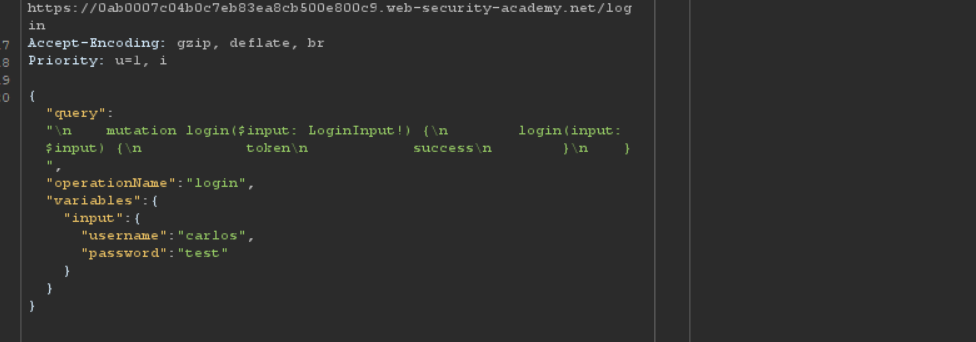 https://0ab0007c04b0c7eb83ea8cb500e800c9.web-security-academy.net/log
in
7 Accept-Encoding: gzip, deflate, br
8 Priority: u=1, i
9
0 {
"query":
"\n    mutation login($input: LoginInput!) {\n        login(input:
$input) {\n            token\n            success\n        }\n    }
",
"operationName":"login",
"variables":{
"input":{
"username":"carlos",
"password":"test"
}
}
}